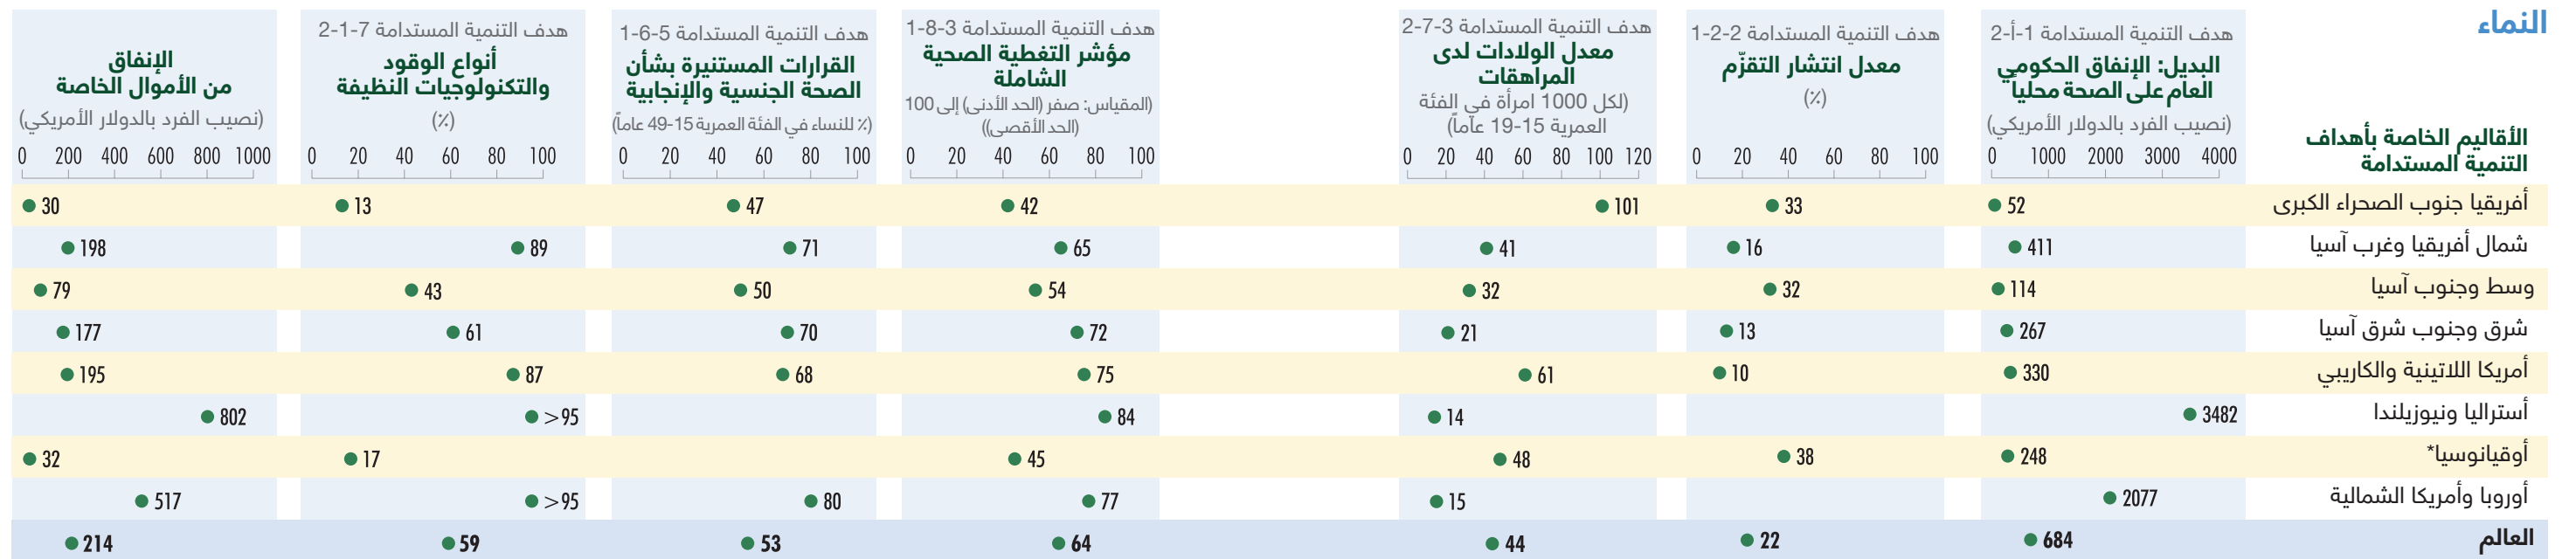 النماء
هدف التنمية المستدامة 1-أ-2
البديل: الإنفاق الحكومي
العام على الصحة محلياً
(نصيب الفرد بالدولار الأمريكي)
0 1000 2000 3000 4000
هدف التنمية المستدامة 2-2-1
معدل انتشار التقزّم
(٪)
0 20 40 60 80 100
هدف التنمية المستدامة 3-7-2
معدل الولادات لدى
المراهقات
(لكل 1000 امرأة في الفئة
العمرية 15-19 عاماً)
0 20 40 60 80 100 120
هدف التنمية المستدامة 3-8-1
مؤشر التغطية الصحية
الشاملة
(المقياس: صفر (الحد الأدنى) إلى 100
(الحد الأقصى))
0 20 40 60 80 100
هدف التنمية المستدامة 5-6-1
القرارات المستنيرة بشأن
الصحة الجنسية والإنجابية
(٪ للنساء في الفئة العمرية 15-49 عاماً)
0 20 40 60 80 100
هدف التنمية المستدامة 7-1-2
أنواع الوقود
والتكنولوجيات النظيفة
(٪)
0 20 40 60 80 100
الإنفاق
من الأموال الخاصة
(نصيب الفرد بالدولار الأمريكي)
0 200 400 600 800 1000
الأقاليم الخاصة بأهداف
التنمية المستدامة
أفريقيا جنوب الصحراء الكبرى 52 33 101 42 47 13 30
شمال أفريقيا وغرب آسيا 411 16 41 65 71 89 198
وسط وجنوب آسيا 114 32 32 54 50 43 79
شرق وجنوب شرق آسيا 267 13 21 72 70 61 177
أمريكا اللاتينية والكاريبي 330 10 61 75 68 87 195
أستراليا ونيوزيلندا 3482 14 84 >95 802
أوقيانوسيا* 248 38 48 45 17 32
أوروبا وأمريكا الشمالية 2077 15 77 80 >95 517
العالم 684 22 44 64 53 59 214